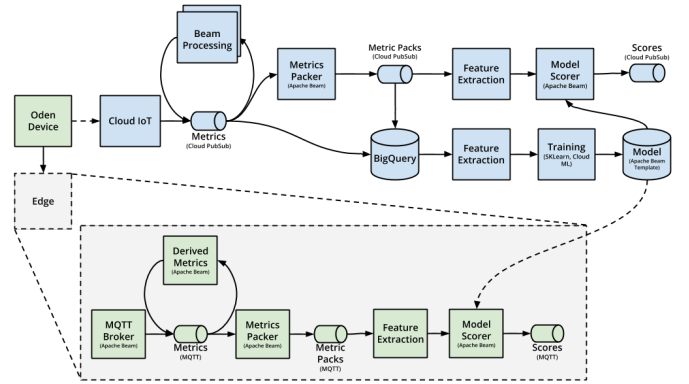 Beam
Processing
Metrics
Packer
(Apache Beam)
Metric Packs
(Cloud PubSub)
Feature
Extraction
Model
Scorer
(Apache Beam)
Scores
(Cloud PubSub)
Oden
Device
Cloud IoT
Metrics
(Cloud PubSub)
BigQuery
Feature
Extraction
Training
(SKLearn, Cloud
ML)
Model
(Apache Beam
Template)
Edge
Derived
Metrics
(Apache Beam)
MQTT
Broker
(Apache Beam)
Metrics
(MQTT)
Metrics
Packer
(Apache Beam)
Metric
Packs
(MQTT)
Feature
Extraction
Model
Scorer
(Apache Beam)
Scores
(MQTT)